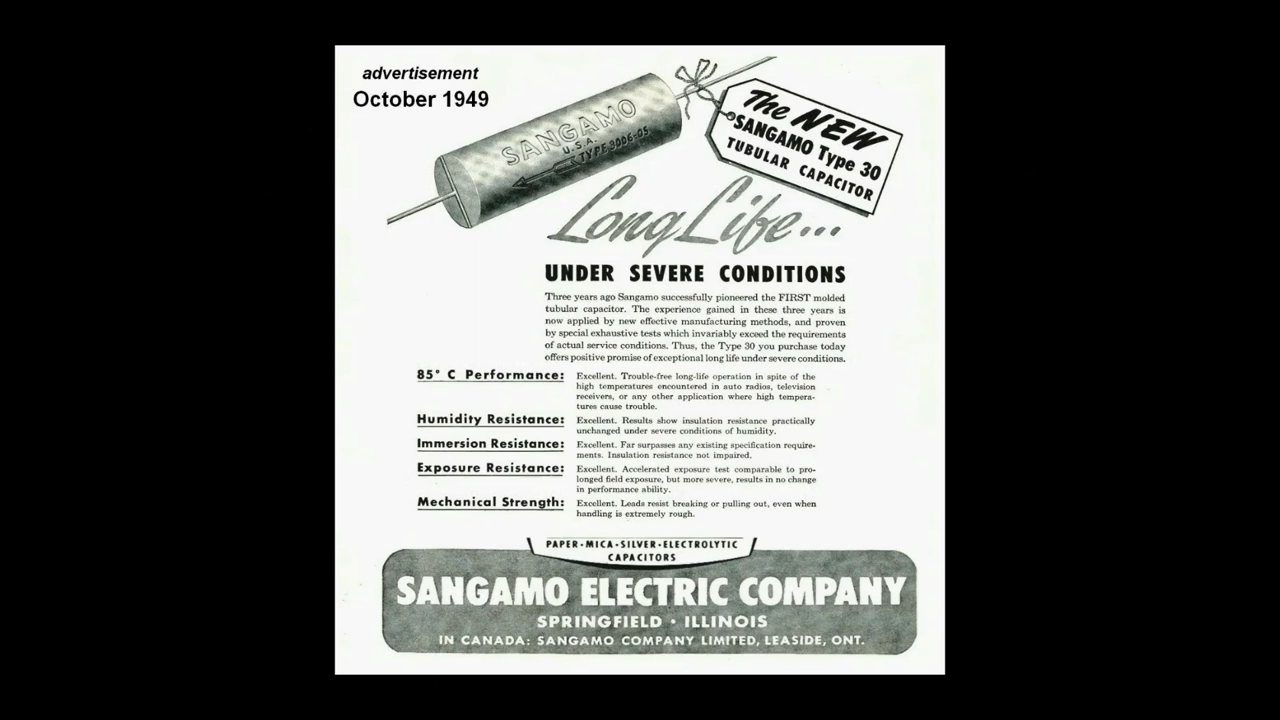 advertisement
October 1949
SANGAMO
U.S.A.
TYPE 3006-05
The NEW
SANGAMO Type 30
TUBULAR CAPACITOR
Long Life...
UNDER SEVERE CONDITIONS
Three years ago Sangamo successfully pioneered the FIRST molded
tubular capacitor. The experience gained in these three years is
now applied by new effective manufacturing methods, and proven
by special exhaustive tests which invariably exceed the requirements
of actual service conditions. Thus, the Type 30 you purchase today
offers positive promise of exceptional long life under severe conditions.
85° C Performance: Excellent. Trouble-free long-life operation in spite of the
high temperatures encountered in auto radios, television
receivers, or any other application where high tempera-
tures cause trouble.
Humidity Resistance: Excellent. Results show insulation resistance practically
unchanged under severe conditions of humidity.
Immersion Resistance: Excellent. Far surpasses any existing specification require-
ments. Insulation resistance not impaired.
Exposure Resistance: Excellent. Accelerated exposure test comparable to pro-
longed field exposure, but more severe, results in no change
in performance ability.
Mechanical Strength: Excellent. Leads resist breaking or pulling out, even when
handling is extremely rough.
PAPER-MICA-SILVER-ELECTROLYTIC
CAPACITORS
SANGAMO ELECTRIC COMPANY
SPRINGFIELD • ILLINOIS
IN CANADA: SANGAMO COMPANY LIMITED, LEASIDE, ONT.